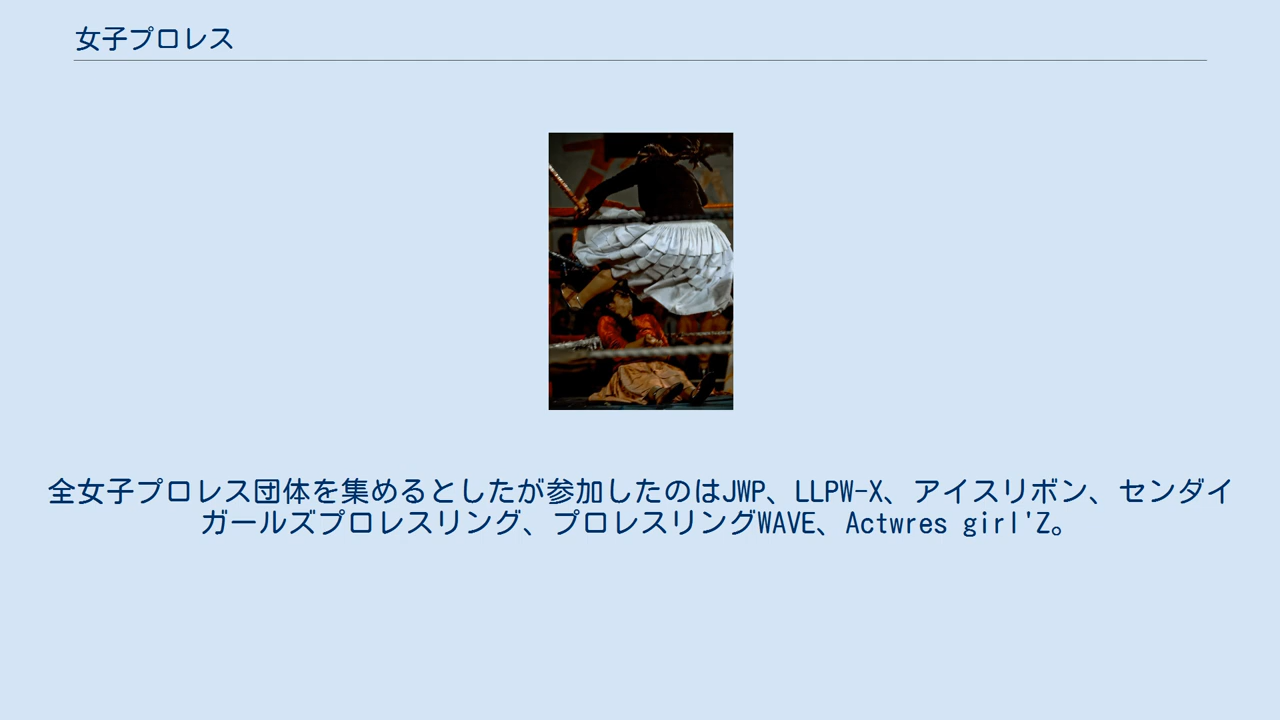 女子プロレス
全女子プロレス団体を集めるとしたが参加したのはJWP、LLPW-X、アイスリボン、センダイ
ガールズプロレスリング、プロレスリングWAVE、Actwres girl'Z。